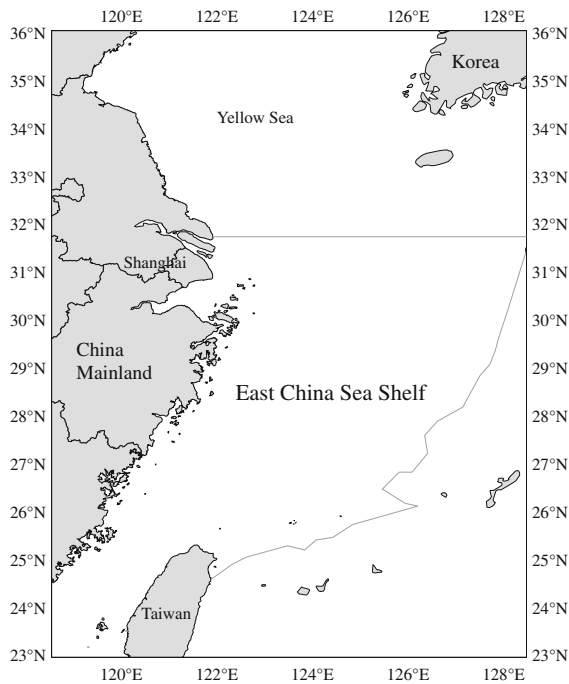 120°E 122°E 124°E 126°E 128°E
36°N 36°N
Korea
35°N 35°N
Yellow Sea
34°N 34°N
33°N 33°N
32°N 32°N
Shanghai
31°N 31°N
30°N 30°N
China
Mainland
29°N 29°N
East China Sea Shelf
28°N 28°N
27°N 27°N
26°N 26°N
25°N 25°N
24°N 24°N
Taiwan
23°N 23°N
120°E 122°E 124°E 126°E 128°E